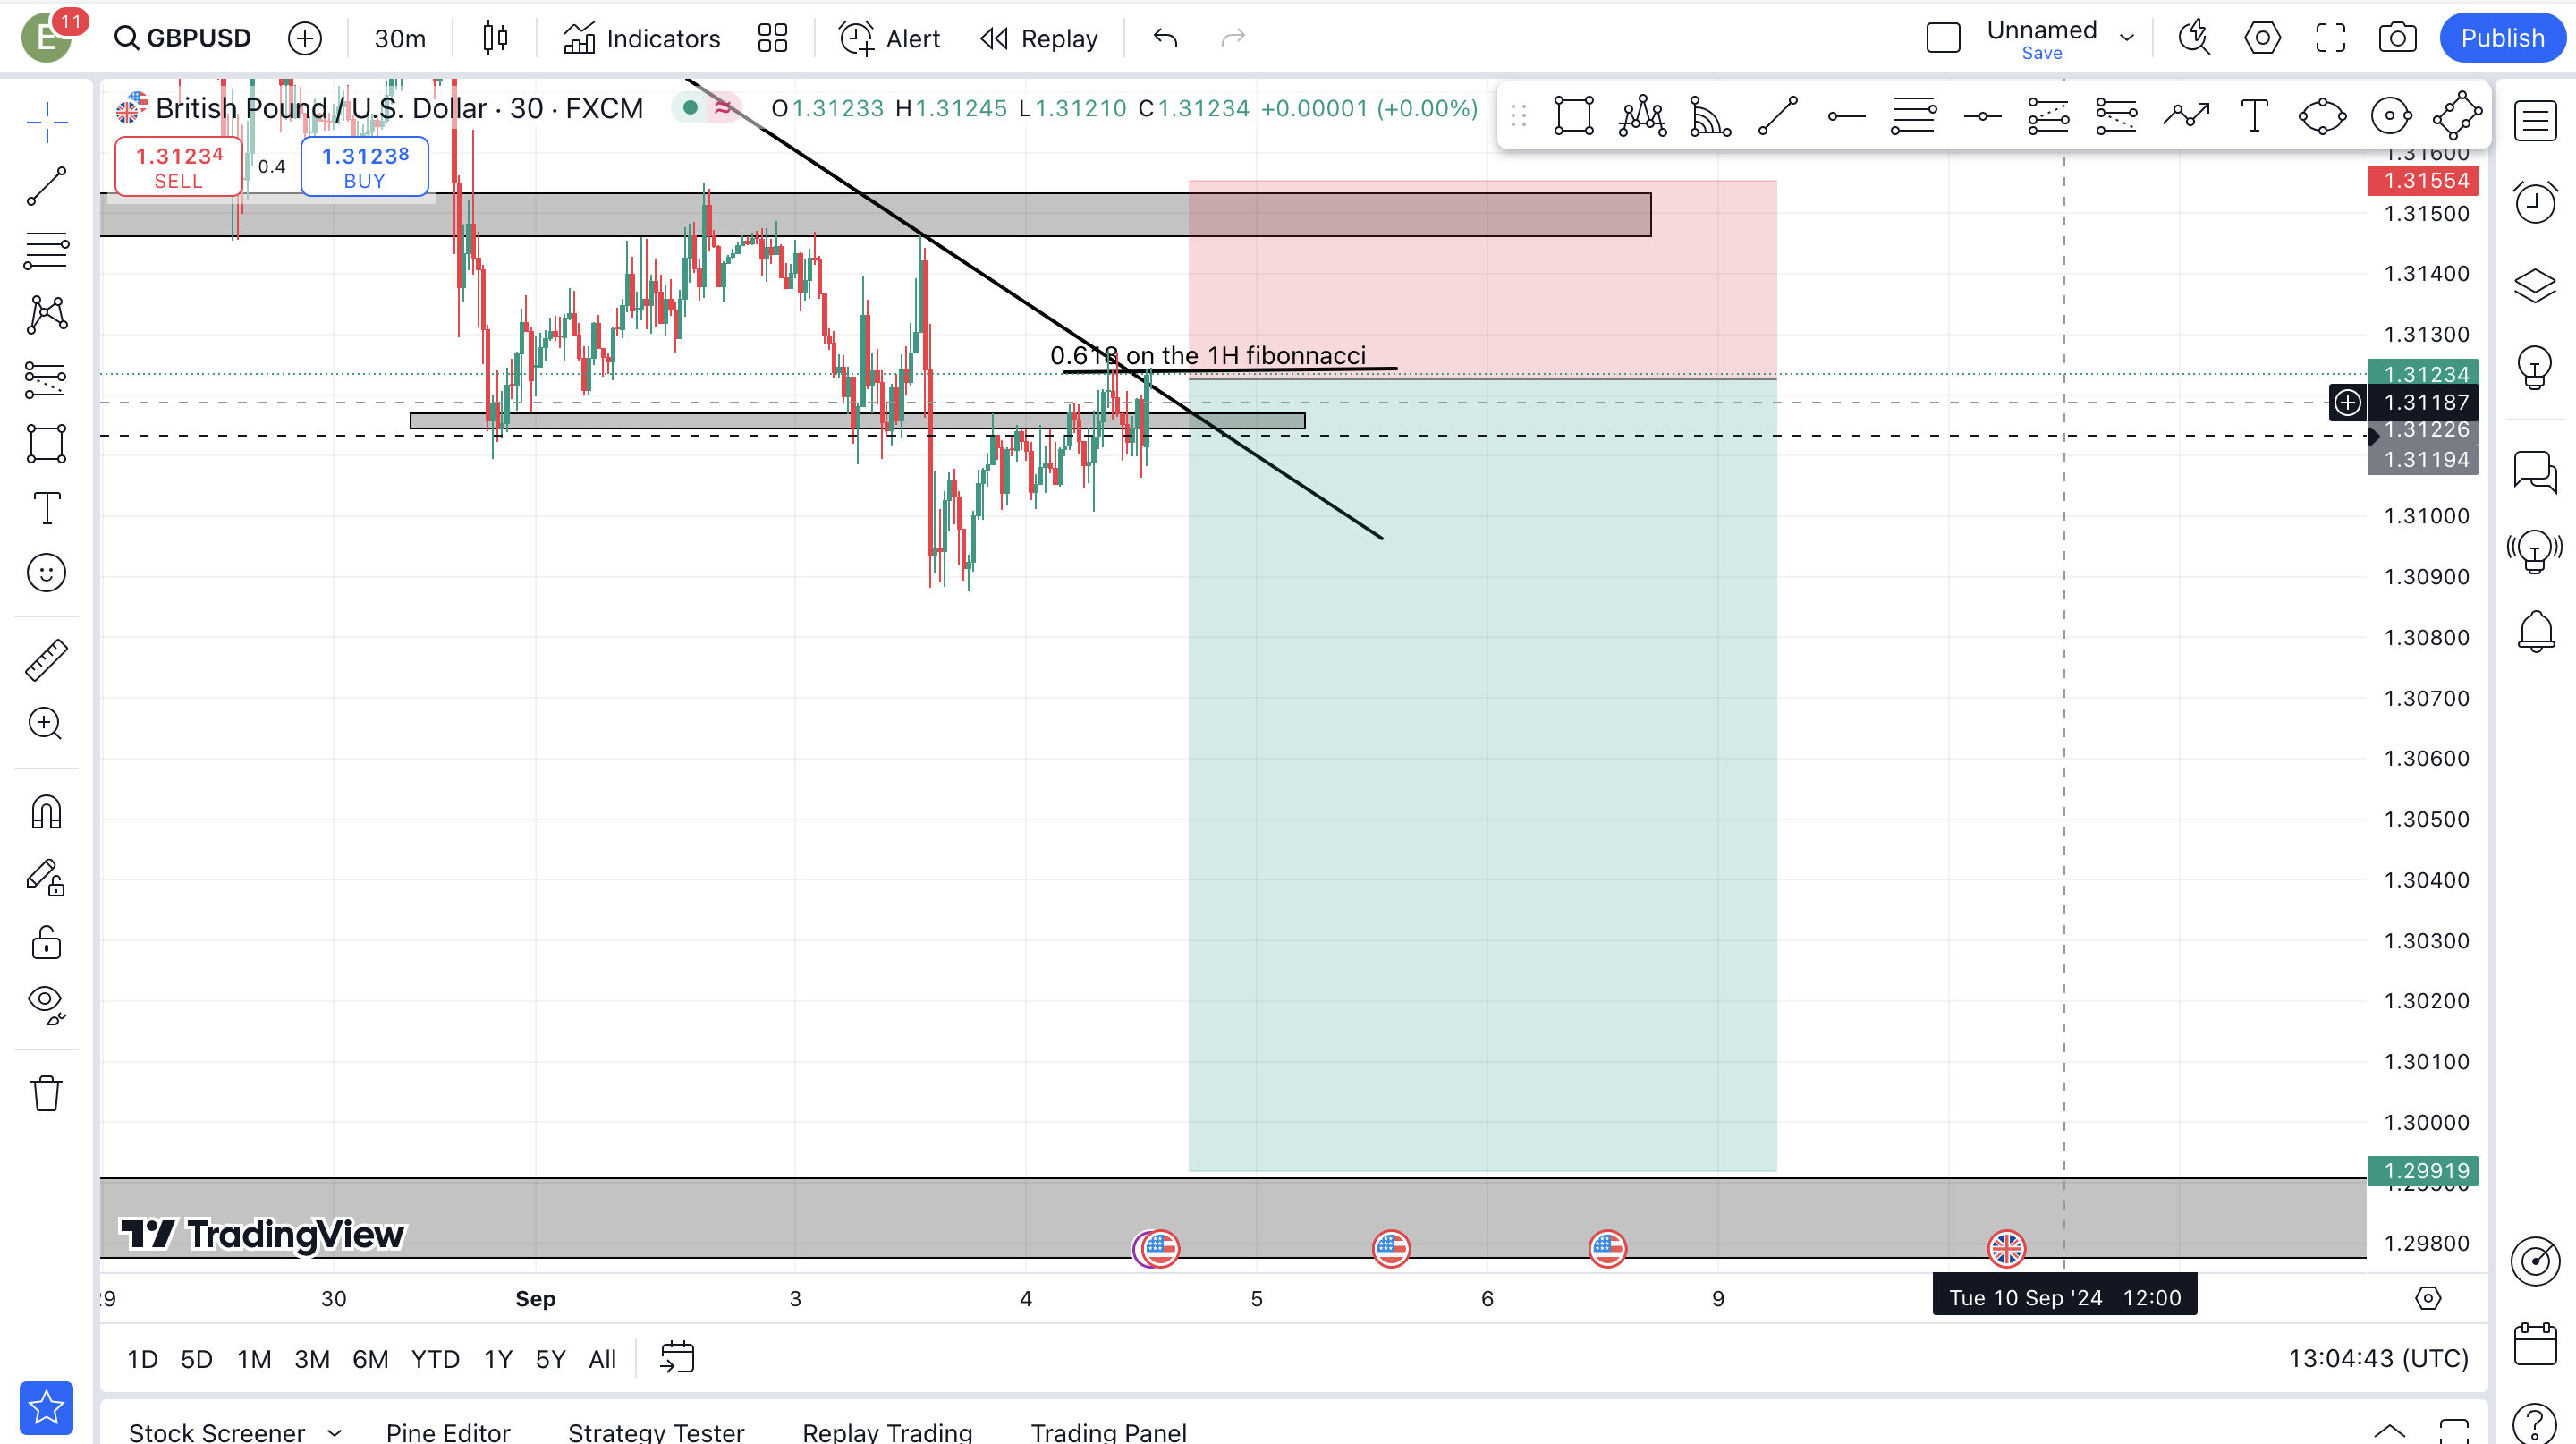 E 11 GBPUSD 30m Indicators Alert Replay Unnamed Save Publish
British Pound / U.S. Dollar · 30 · FXCM O1.31233 H1.31245 L1.31210 C1.31234 +0.00001 (+0.00%)
1.31234 SELL 0.4 1.31238 BUY
1.31600
1.31554
1.31500
1.31400
1.31300
0.618 on the 1H fibonnacci
1.31234
1.31187
1.31226
1.31194
1.31000
1.30900
1.30800
1.30700
1.30600
1.30500
1.30400
1.30300
1.30200
1.30100
1.30000
1.29919
1.29800
TradingView
29 30 Sep 3 4 5 6 9 Tue 10 Sep '24 12:00
1D 5D 1M 3M 6M YTD 1Y 5Y All 13:04:43 (UTC)
Stock Screener Pine Editor Strategy Tester Replay Trading Trading Panel